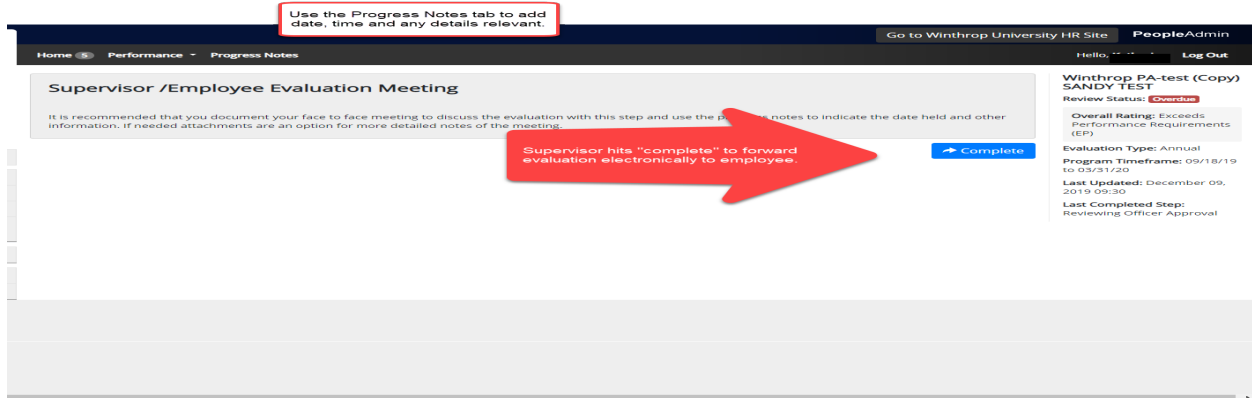 Use the Progress Notes tab to add
date, time and any details relevant.
Go to Winthrop University HR Site PeopleAdmin
Home 5 Performance Progress Notes Hello, Log Out
Supervisor /Employee Evaluation Meeting
It is recommended that you document your face to face meeting to discuss the evaluation with this step and use the notes to indicate the date held and other
information. If needed attachments are an option for more detailed notes of the meeting.
Supervisor hits "complete" to forward
evaluation electronically to employee.
Complete
Winthrop PA-test (Copy)
SANDY TEST
Review Status: Overdue
Overall Rating: Exceeds
Performance Requirements
(EP)
Evaluation Type: Annual
Program Timeframe: 09/18/19
to 03/31/20
Last Updated: December 09,
2019 09:30
Last Completed Step:
Reviewing Officer Approval